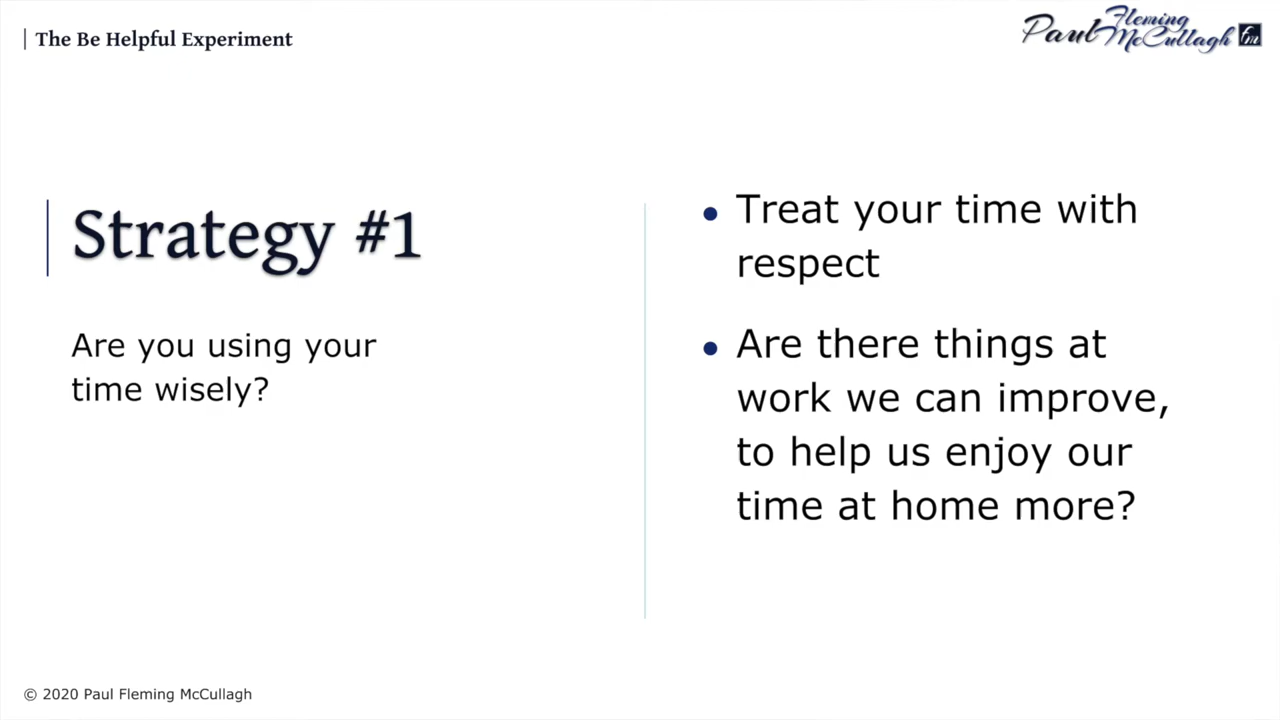 The Be Helpful Experiment
Paul Fleming McCullagh fm
Strategy #1
Are you using your
time wisely?
• Treat your time with
respect
• Are there things at
work we can improve,
to help us enjoy our
time at home more?
© 2020 Paul Fleming McCullagh